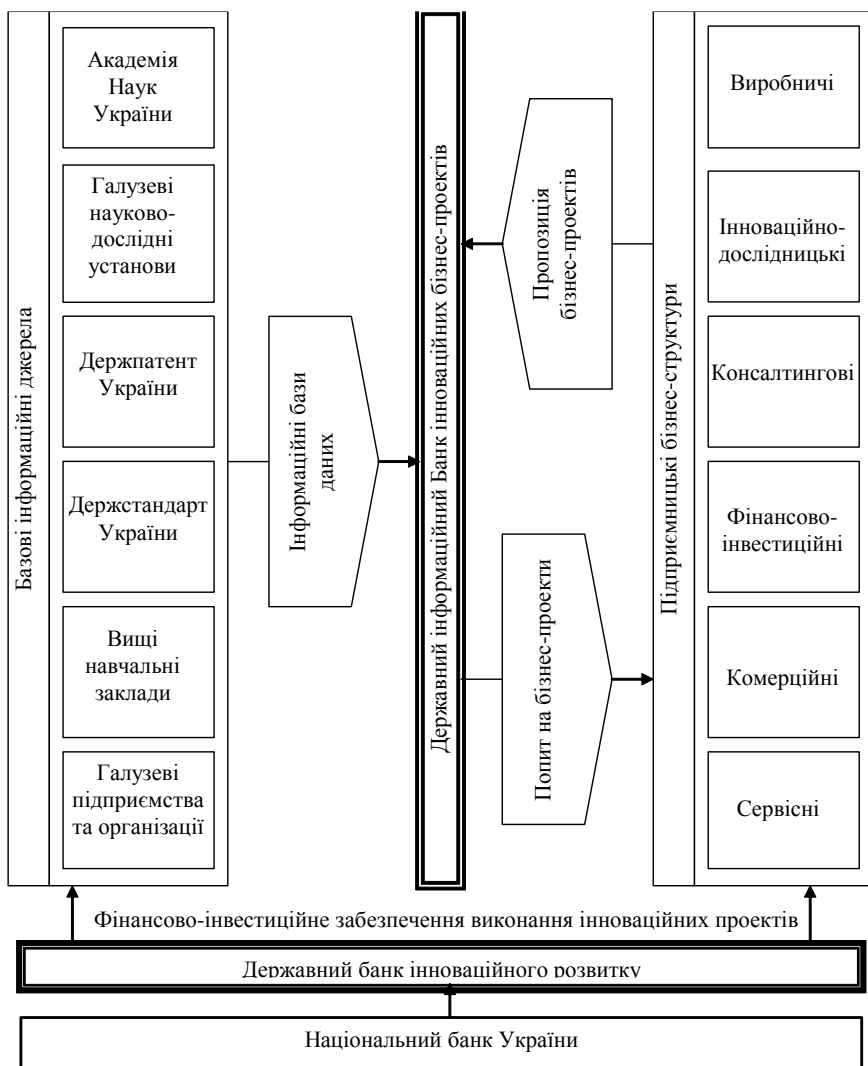 Базові інформаційні джерела
Академія
Наук
України
Галузеві
науково-
дослідні
установи
Держпатент
України
Держстандарт
України
Вищі
навчальні
заклади
Галузеві
підприємства
та організації
Інформаційні бази
даних
Державний інформаційний Банк інноваційних бізнес-проектів
Пропозиція
бізнес-проектів
Попит на бізнес-проекти
Підприємницькі бізнес-структури
Виробничі
Інноваційно-
дослідницькі
Консалтингові
Фінансово-
інвестиційні
Комерційні
Сервісні
Фінансово-інвестиційне забезпечення виконання інноваційних проектів
Державний банк інноваційного розвитку
Національний банк України